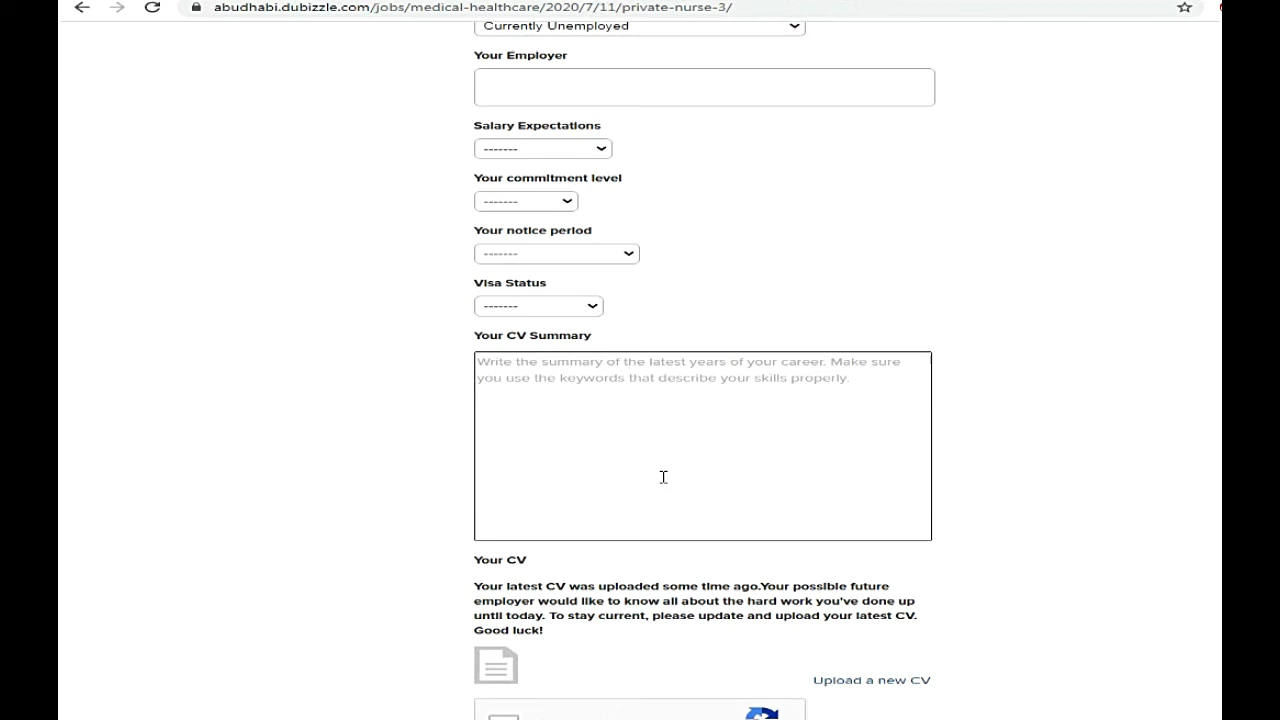 abudhabi.dubizzle.com/jobs/medical-healthcare/2020/7/11/private-nurse-3/
Currently Unemployed
Your Employer
Salary Expectations
-------
Your commitment level
-------
Your notice period
-------
Visa Status
-------
Your CV Summary
Write the summary of the latest years of your career. Make sure
you use the keywords that describe your skills properly.
Your CV
Your latest CV was uploaded some time ago.Your possible future
employer would like to know all about the hard work you've done up
until today. To stay current, please update and upload your latest CV.
Good luck!
Upload a new CV